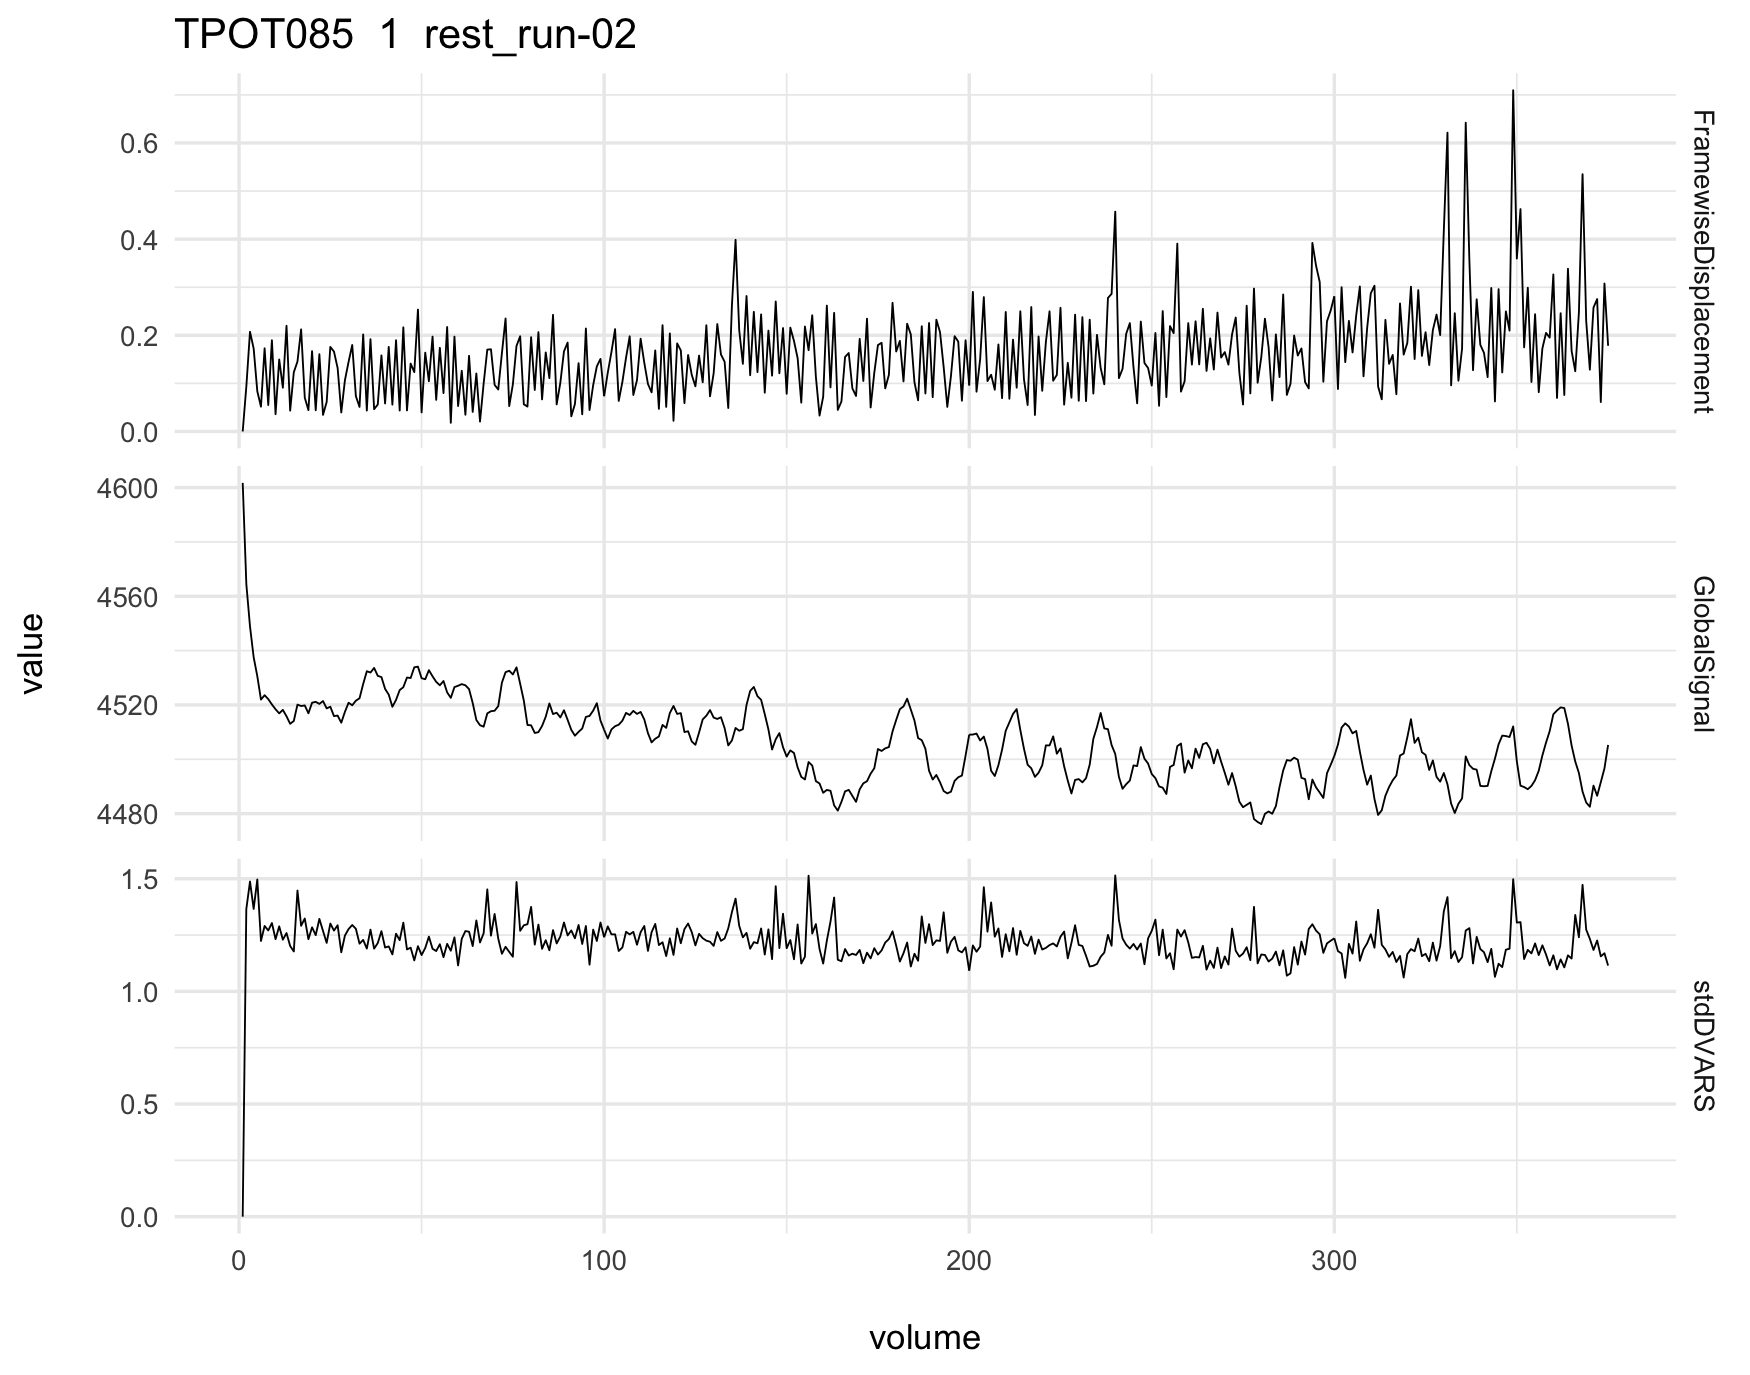 TPOT085  1  rest_run-02
0.6
0.4
0.2
0.0
FramewiseDisplacement
4600
4560
4520
4480
GlobalSignal
1.5
1.0
0.5
0.0
stdDVARS
value
0 100 200 300
volume